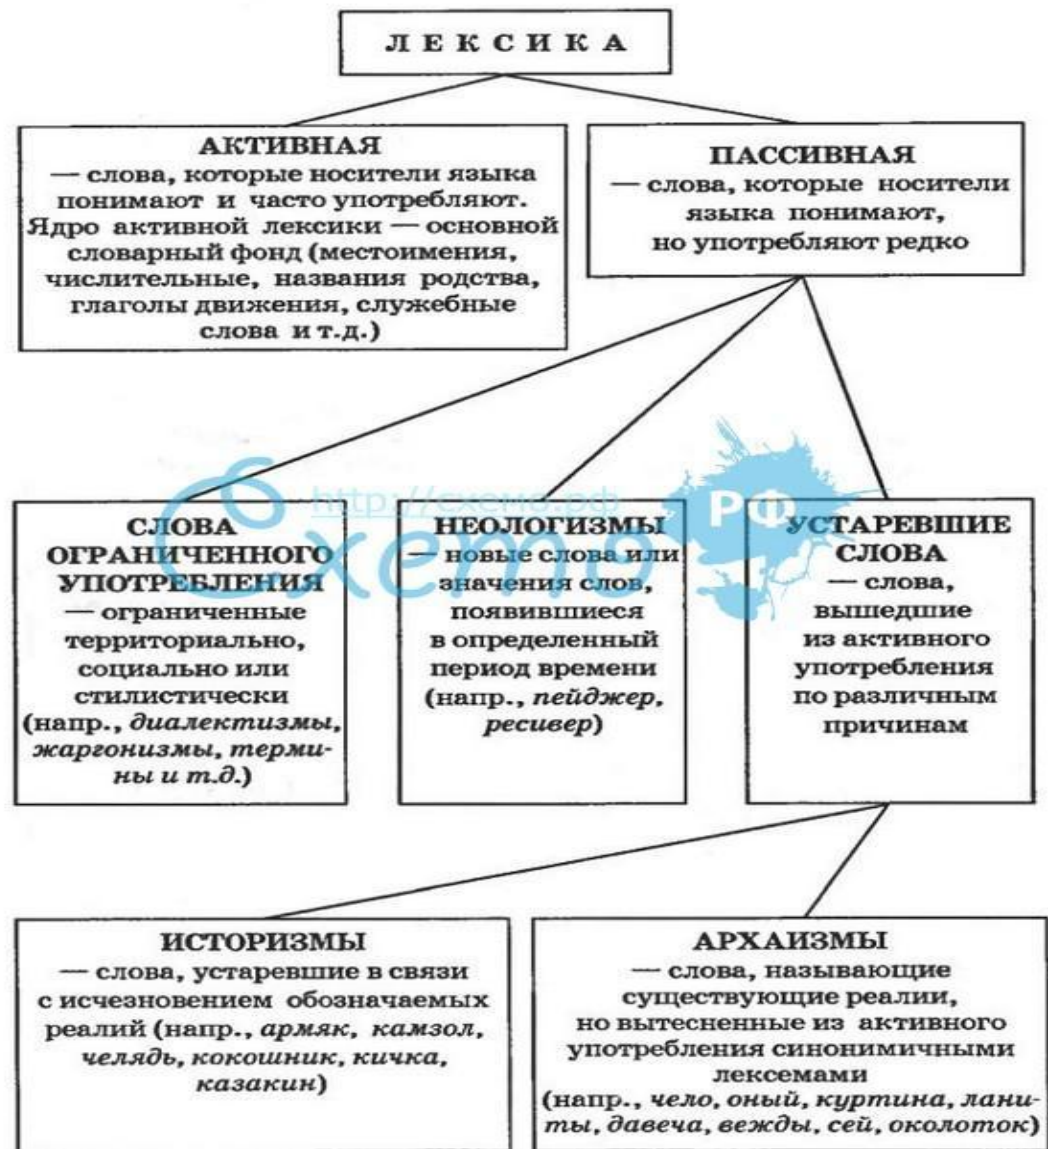 ЛЕКСИКА
АКТИВНАЯ
— слова, которые носители языка
понимают и часто употребляют.
Ядро активной лексики — основной
словарный фонд (местоимения,
числительные, названия родства,
глаголы движения, служебные
слова и т.д.)
ПАССИВНАЯ
— слова, которые носители
языка понимают,
но употребляют редко
http://схемо.рф
Схемо
РФ
СЛОВА
ОГРАНИЧЕННОГО
УПОТРЕБЛЕНИЯ
— ограниченные
территориально,
социально или
стилистически
(напр., диалектизмы,
жаргонизмы, терми-
ны и т.д.)
НЕОЛОГИЗМЫ
— новые слова или
значения слов,
появившиеся
в определенный
период времени
(напр., пейджер,
ресивер)
УСТАРЕВШИЕ
СЛОВА
— слова,
вышедшие
из активного
употребления
по различным
причинам
ИСТОРИЗМЫ
— слова, устаревшие в связи
с исчезновением обозначаемых
реалий (напр., армяк, камзол,
челядь, кокошник, кичка,
казакин)
АРХАИЗМЫ
— слова, называющие
существующие реалии,
но вытесненные из активного
употребления синонимичными
лексемами
(напр., чело, оный, куртина, лани-
ты, давеча, вежды, сей, околоток)